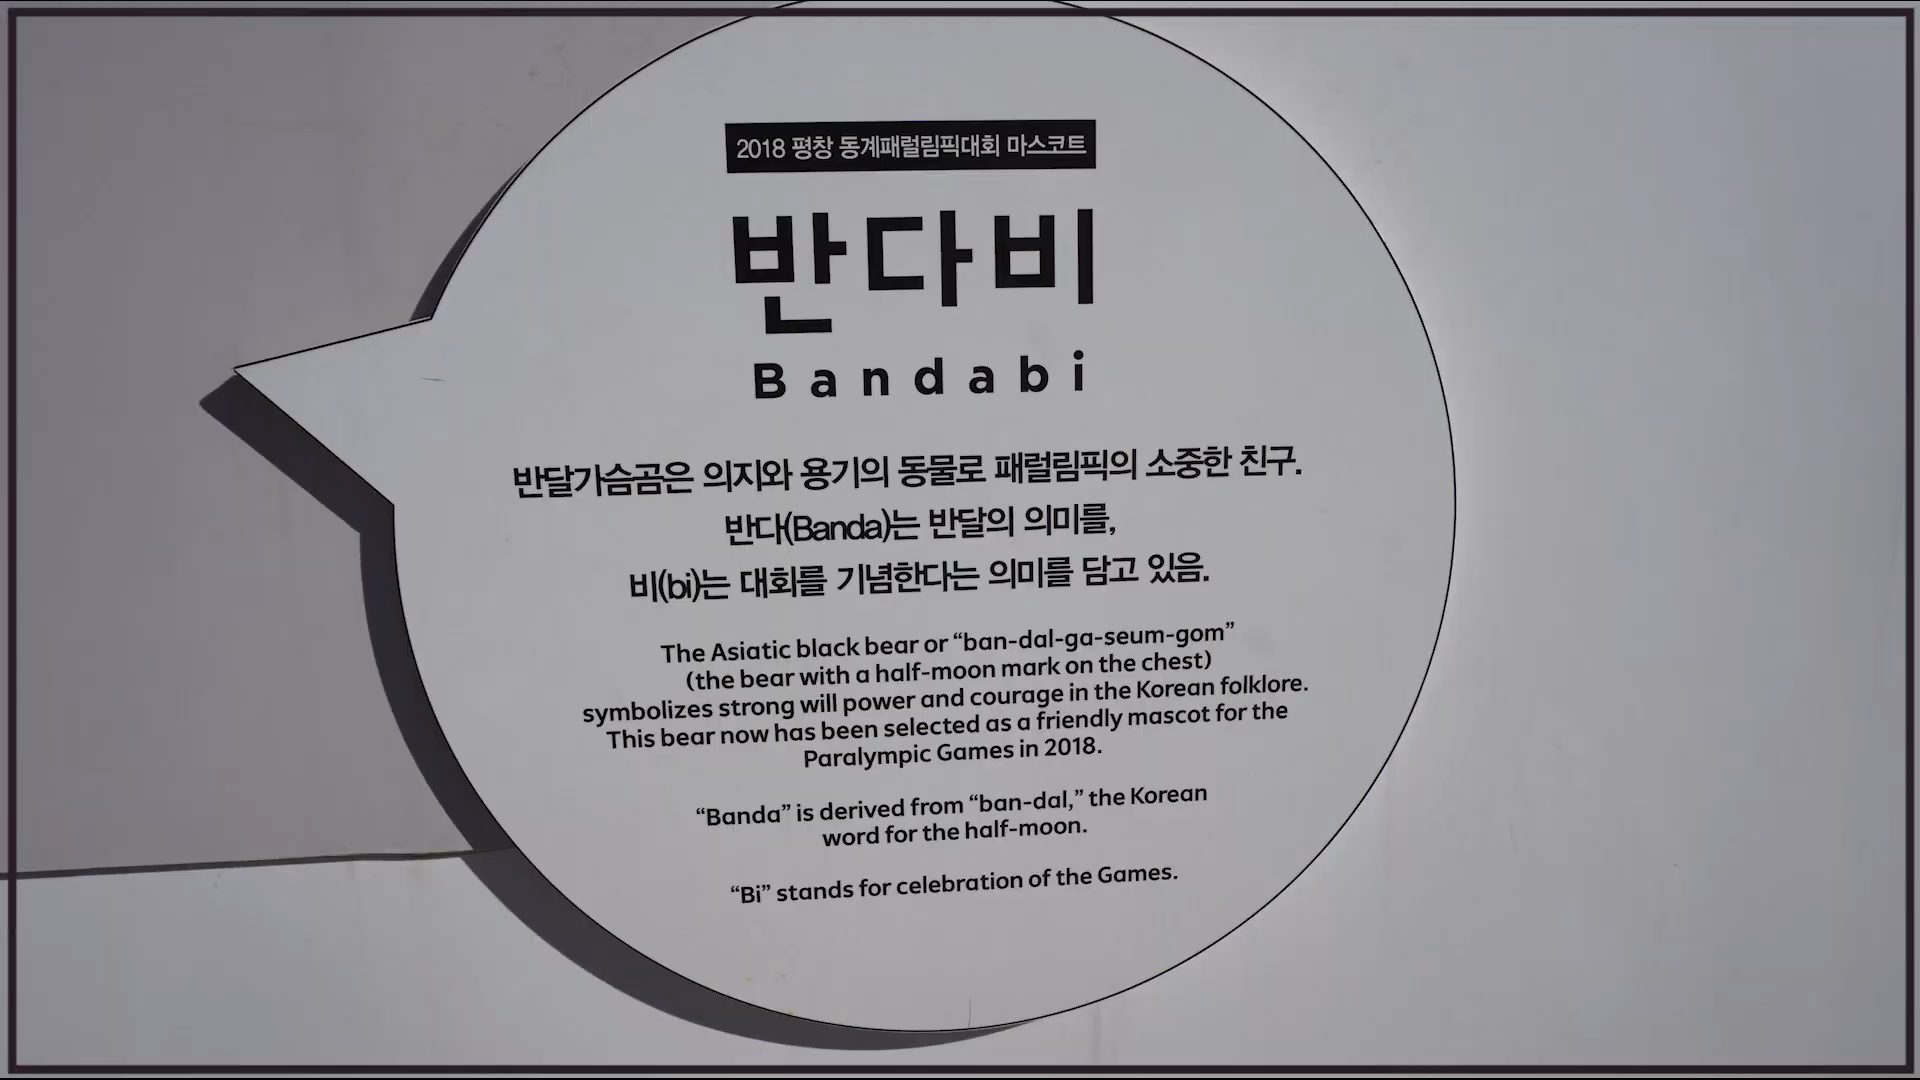 2018 평창 동계패럴림픽대회 마스코트
반다비
Bandabi
반달가슴곰은 의지와 용기의 동물로 패럴림픽의 소중한 친구.
반다(Banda)는 반달의 의미를,
비(bi)는 대회를 기념한다는 의미를 담고 있음.
The Asiatic black bear or “ban-dal-ga-seum-gom”
(the bear with a half-moon mark on the chest)
symbolizes strong will power and courage in the Korean folklore.
This bear now has been selected as a friendly mascot for the
Paralympic Games in 2018.
“Banda” is derived from “ban-dal,” the Korean
word for the half-moon.
“Bi” stands for celebration of the Games.